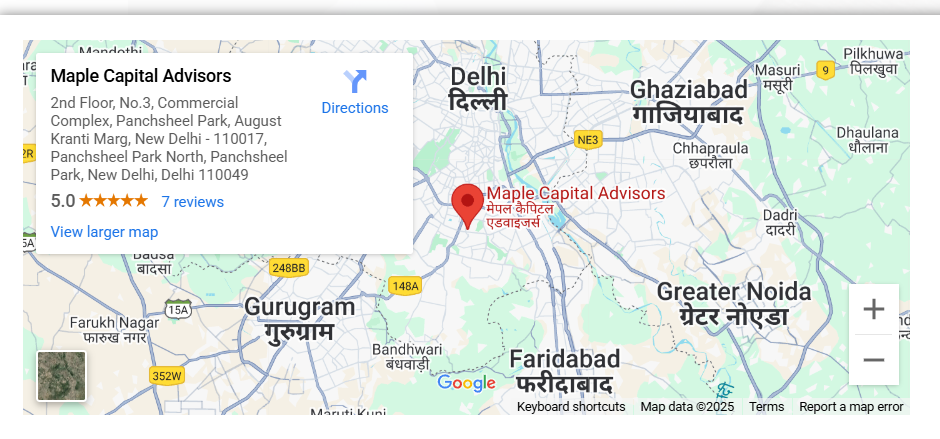 Maple Capital Advisors
2nd Floor, No.3, Commercial
Complex, Panchsheel Park, August
Kranti Marg, New Delhi - 110017,
Panchsheel Park North, Panchsheel
Park, New Delhi, Delhi 110049
5.0 7 reviews
View larger map
Directions
Mandothi
Delhi
दिल्ली
Ghaziabad
गाजियाबाद
Masuri
मसूरी
9
Pilkhuwa
पिलखुवा
NE3
Chhapraula
छपरौला
Dhaulana
धौलाना
Maple Capital Advisors
मेपल कैपिटल
एडवाइजर्स
Dadri
दादरी
बादसा
248BB
148A
15A
Gurugram
गुरुग्राम
Greater Noida
ग्रेटर नोएडा
Farukh Nagar
फारुख नगर
Bandhwari
बंधवाड़ी
Faridabad
फरीदाबाद
352W
Google
Maruti Kunj
Keyboard shortcuts Map data ©2025 Terms Report a map error